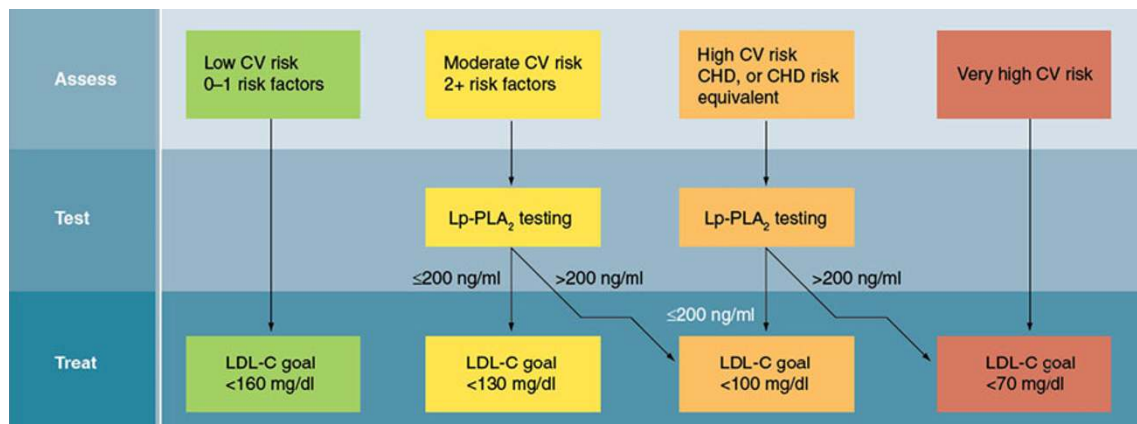 Assess
Low CV risk
0–1 risk factors
Moderate CV risk
2+ risk factors
High CV risk
CHD, or CHD risk
equivalent
Very high CV risk
Test
Lp-PLA₂ testing
Lp-PLA₂ testing
≤200 ng/ml
>200 ng/ml
≤200 ng/ml
>200 ng/ml
Treat
LDL-C goal
<160 mg/dl
LDL-C goal
<130 mg/dl
LDL-C goal
<100 mg/dl
LDL-C goal
<70 mg/dl